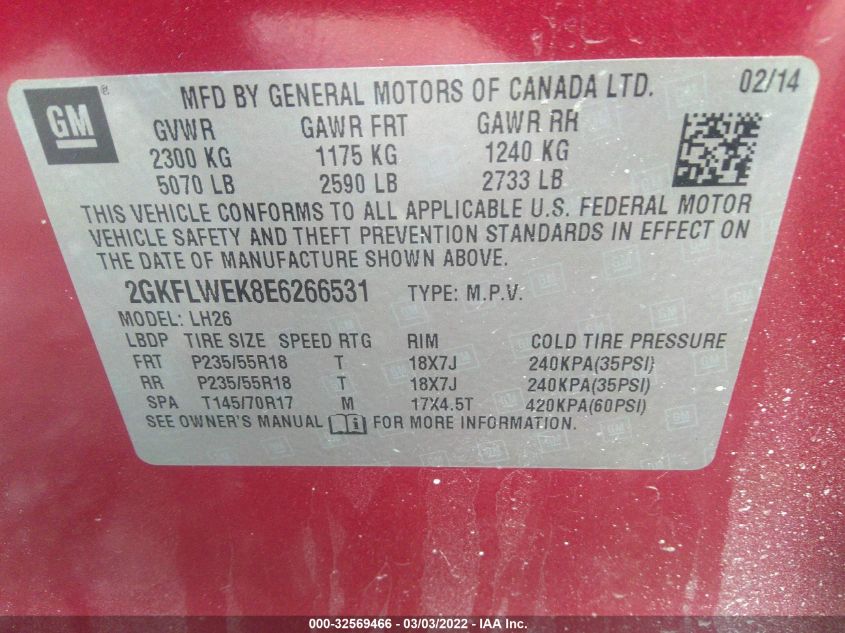 GM ® MFD BY GENERAL MOTORS OF CANADA LTD. 02/14
GVWR GAWR FRT GAWR RR
2300 KG 1175 KG 1240 KG
5070 LB 2590 LB 2733 LB
THIS VEHICLE CONFORMS TO ALL APPLICABLE U.S. FEDERAL MOTOR
VEHICLE SAFETY AND THEFT PREVENTION STANDARDS IN EFFECT ON
THE DATE OF MANUFACTURE SHOWN ABOVE.
2GKFLWEK8E6266531 TYPE: M.P.V.
MODEL: LH26
LBDP TIRE SIZE SPEED RTG RIM COLD TIRE PRESSURE
FRT P235/55R18 T 18X7J 240KPA(35PSI)
RR P235/55R18 T 18X7J 240KPA(35PSI)
SPA T145/70R17 M 17X4.5T 420KPA(60PSI)
SEE OWNER'S MANUAL FOR MORE INFORMATION.
000-32569466 - 03/03/2022 - IAA Inc.